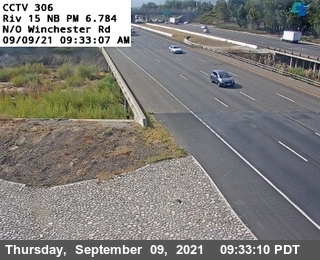 CCTV 306
Riv 15 NB PM 6.784
N/O Winchester Rd
09/09/21 09:33:07 AM
Thursday, September 09, 2021 09:33:10 PDT